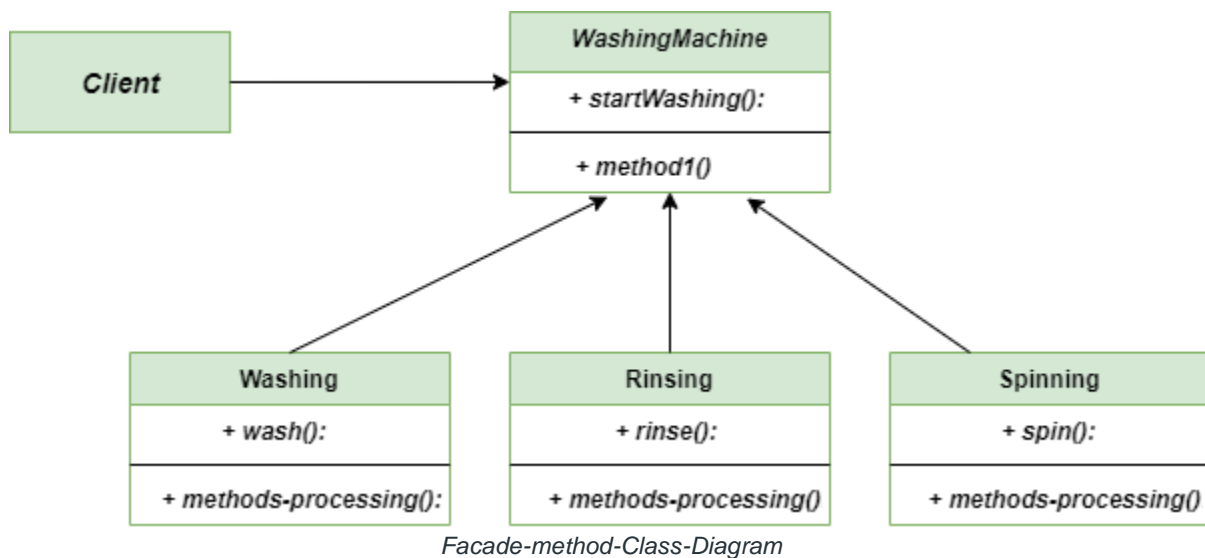 WashingMachine
Client
+ startWashing():
+ method1()
Washing
Rinsing
Spinning
+ wash():
+ rinse():
+ spin():
+ methods-processing():
+ methods-processing()
+ methods-processing()
Facade-method-Class-Diagram